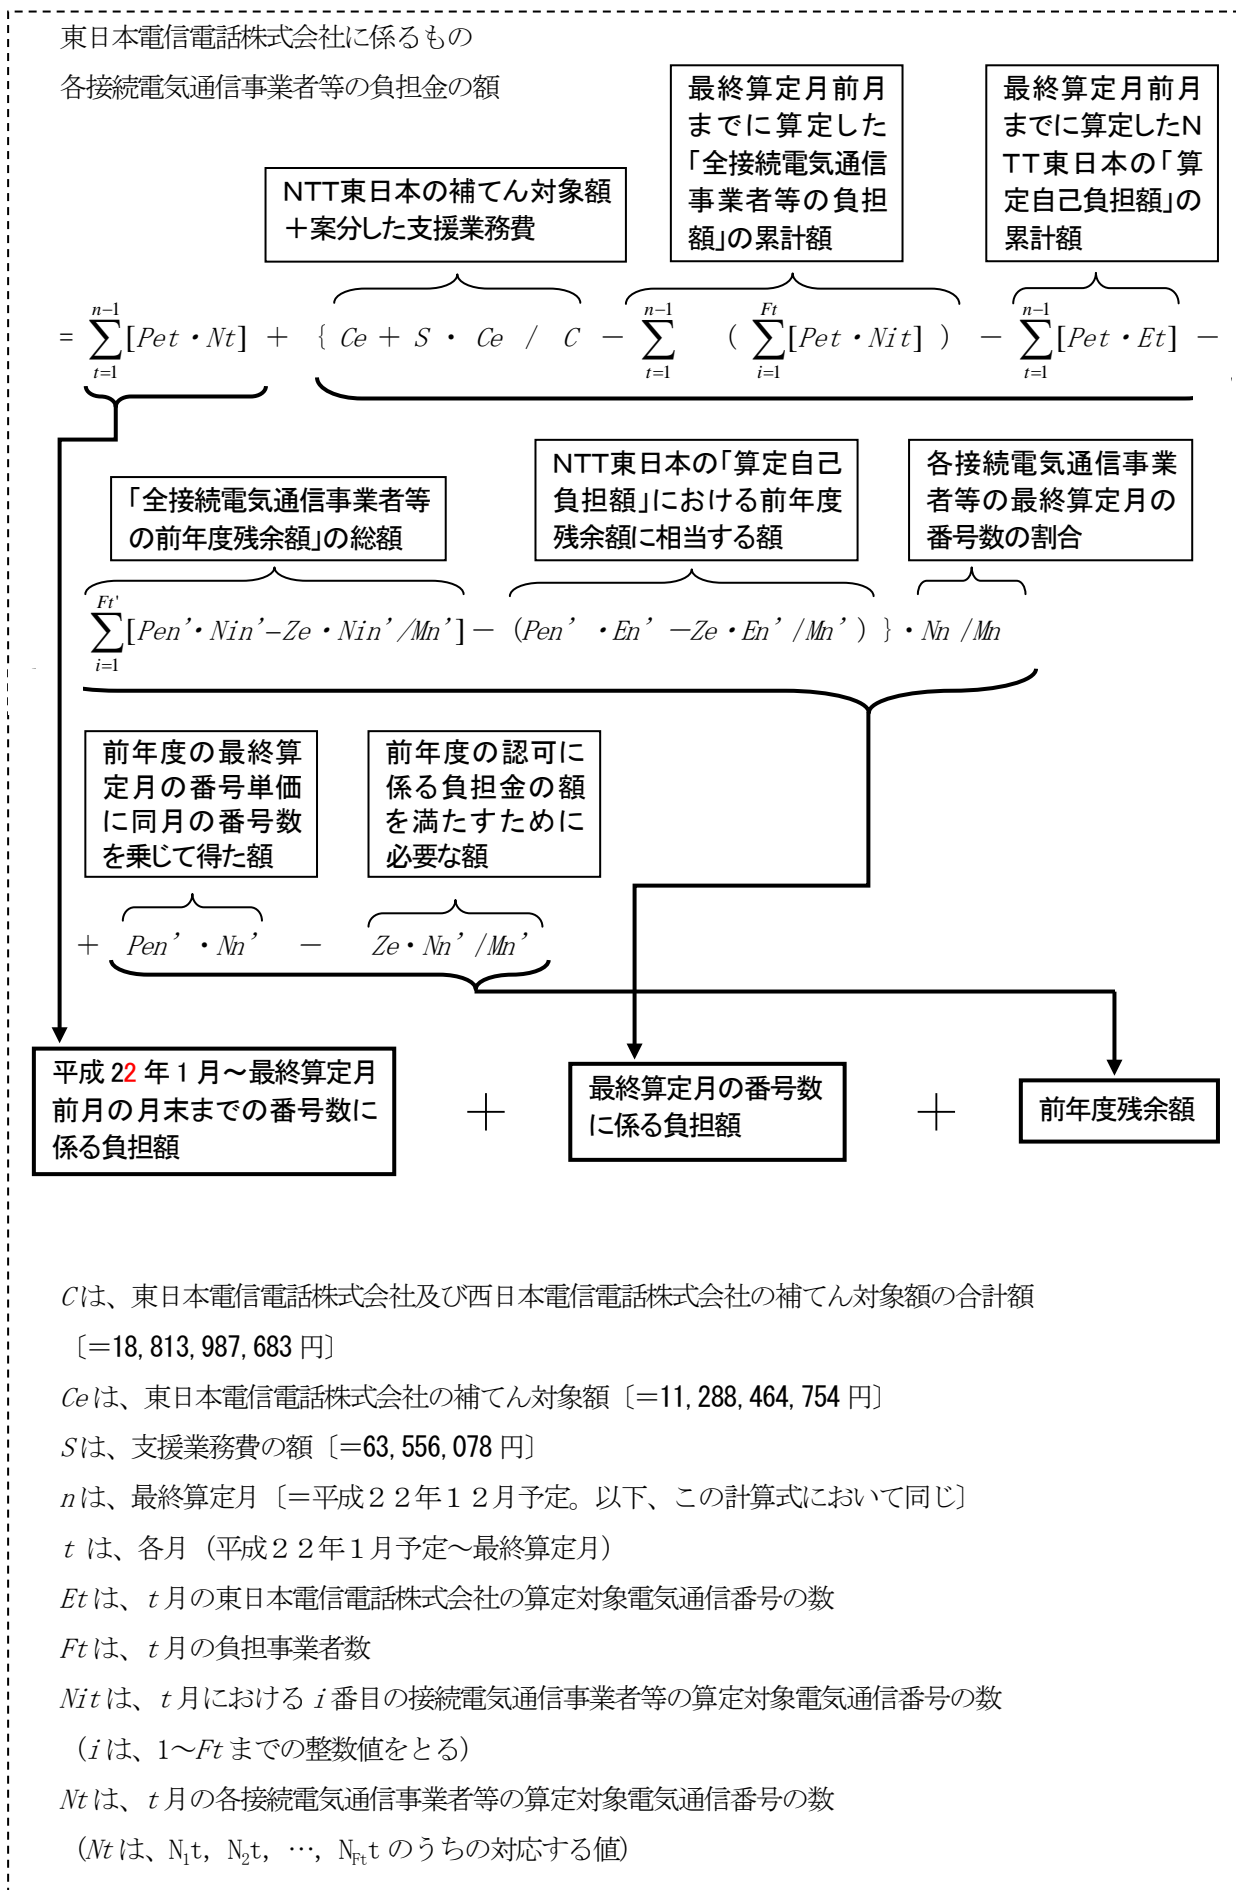 東日本電信電話株式会社に係るもの
各接続電気通信事業者等の負担金の額
NTT東日本の補てん対象額
＋案分した支援業務費
最終算定月前月
までに算定した
「全接続電気通信
事業者等の負担
額」の累計額
最終算定月前月
までに算定したN
TT東日本の「算
定自己負担額」の
累計額
= \sum_{t=1}^{n-1}[Pet・Nt] ＋ ｛Ce＋S・Ce／C － \sum_{t=1}^{n-1} （\sum_{i=1}^{Ft}[Pet・Nit]） － \sum_{t=1}^{n-1}[Pet・Et] －
「全接続電気通信事業者等
の前年度残余額」の総額
NTT東日本の「算定自己
負担額」における前年度
残余額に相当する額
各接続電気通信事業
者等の最終算定月の
番号数の割合
\sum_{i=1}^{Ft'}[Pen’・Nin’−Ze・Nin’/Mn’]－（Pen’・En’－Ze・En’/Mn’）｝・Nn/Mn
前年度の最終算
定月の番号単価
に同月の番号数
を乗じて得た額
前年度の認可に
係る負担金の額
を満たすために
必要な額
＋ Pen’・Nn’ － Ze・Nn’/Mn’
平成22年1月～最終算定月
前月の月末までの番号数に
係る負担額
＋
最終算定月の番号数
に係る負担額
＋
前年度残余額
Cは、東日本電信電話株式会社及び西日本電信電話株式会社の補てん対象額の合計額
〔＝18,813,987,683円〕
Ceは、東日本電信電話株式会社の補てん対象額〔＝11,288,464,754円〕
Sは、支援業務費の額〔＝63,556,078円〕
nは、最終算定月〔＝平成２２年１２月予定。以下、この計算式において同じ〕
tは、各月（平成２２年１月予定～最終算定月）
Etは、t月の東日本電信電話株式会社の算定対象電気通信番号の数
Ftは、t月の負担事業者数
Nitは、t月におけるi番目の接続電気通信事業者等の算定対象電気通信番号の数
（iは、1～Ftまでの整数値をとる）
Ntは、t月の各接続電気通信事業者等の算定対象電気通信番号の数
（Ntは、N₁t, N₂t, …, N_{Ft}tのうちの対応する値）